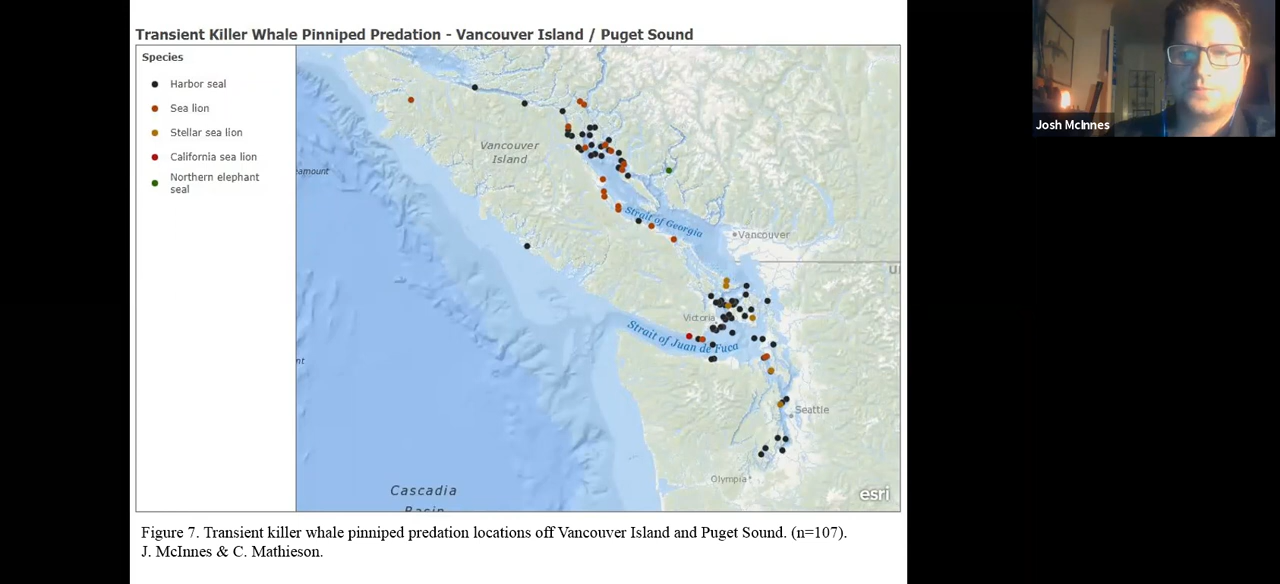 Transient Killer Whale Pinniped Predation - Vancouver Island / Puget Sound
Species
Harbor seal
Sea lion
Stellar sea lion
California sea lion
Northern elephant
seal
amount
Vancouver
Island
Strait of Georgia
Vancouver
Victoria
Strait of Juan de Fuca
Seattle
Olympia
nt
Cascadia
Basin
U
esri
Figure 7. Transient killer whale pinniped predation locations off Vancouver Island and Puget Sound. (n=107).
J. McInnes & C. Mathieson.
Josh McInnes